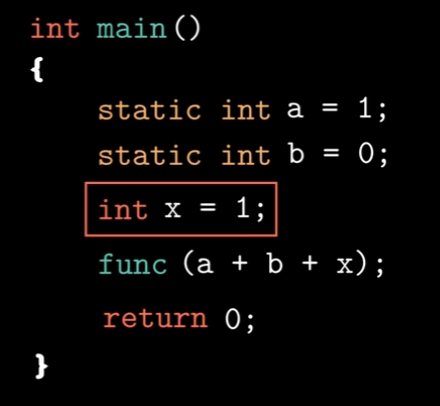 int main()
{
static int a = 1;
static int b = 0;
int x = 1;
func (a + b + x);
return 0;
}